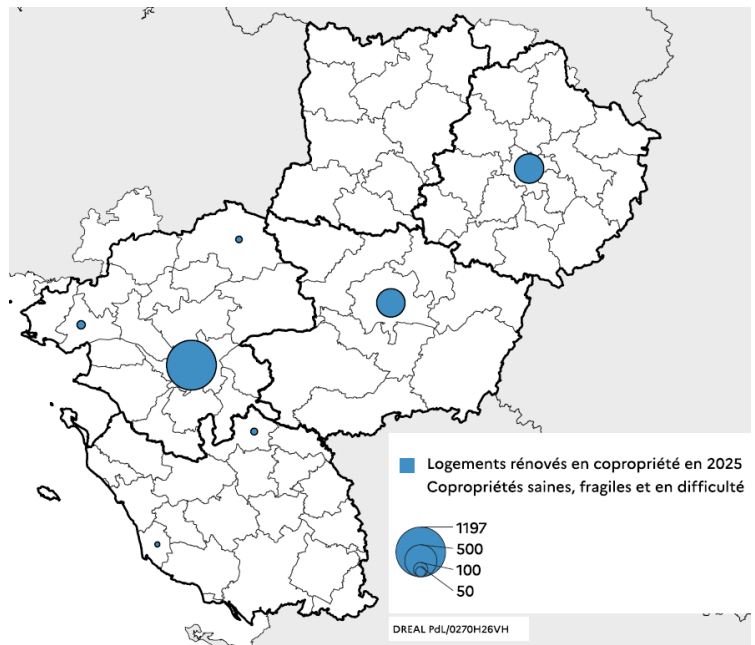 Logements rénovés en copropriété en 2025
Copropriétés saines, fragiles et en difficulté
1197
500
100
50
DREAL PdL/0270H26VH